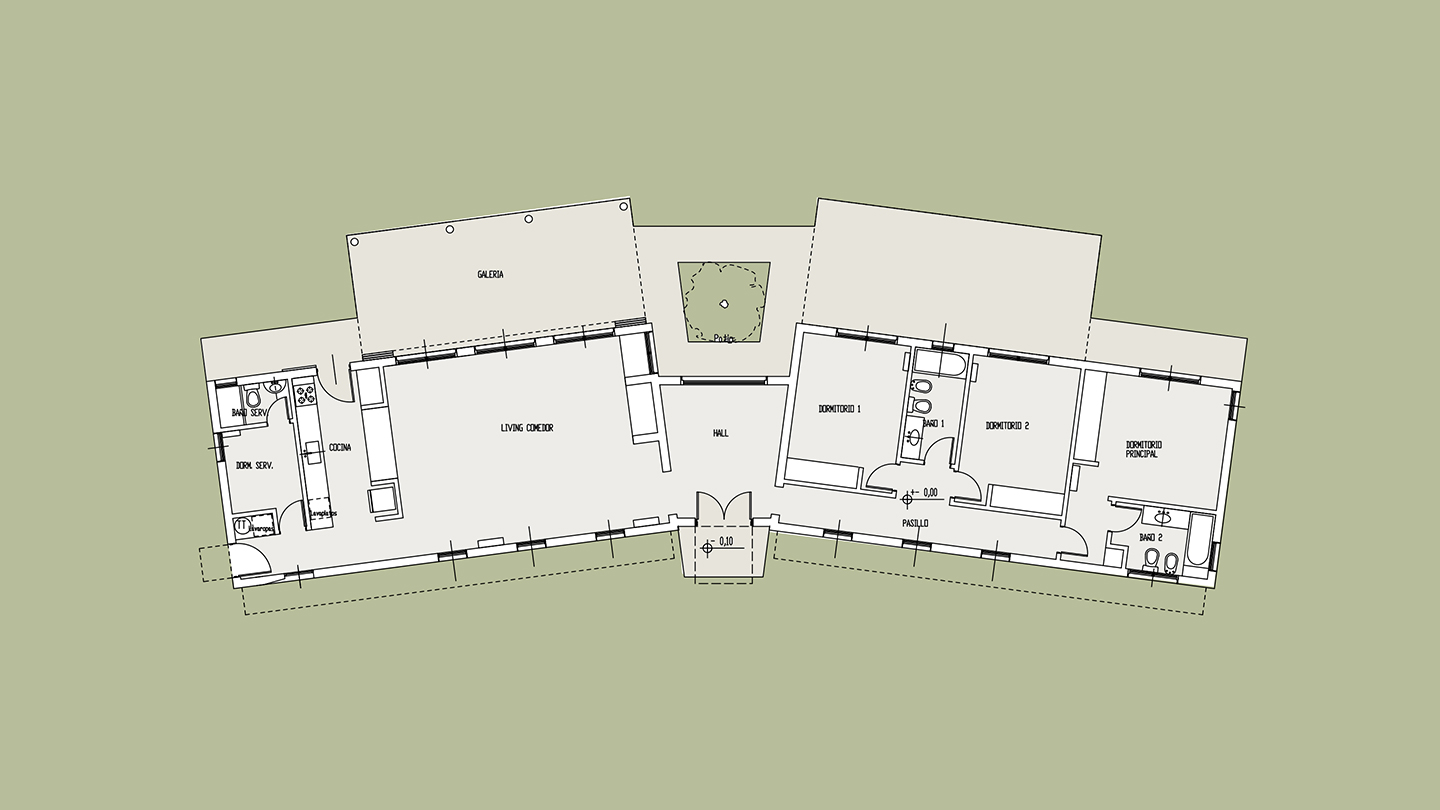 GALERIA
Patio
BAÑO SERV.
DORM. SERV.
COCINA
Lavaplatos
Lavaropas
LIVING COMEDOR
HALL
- 0,10
DORMITORIO 1
BAÑO 1
DORMITORIO 2
+- 0,00
PASILLO
DORMITORIO
PRINCIPAL
BAÑO 2